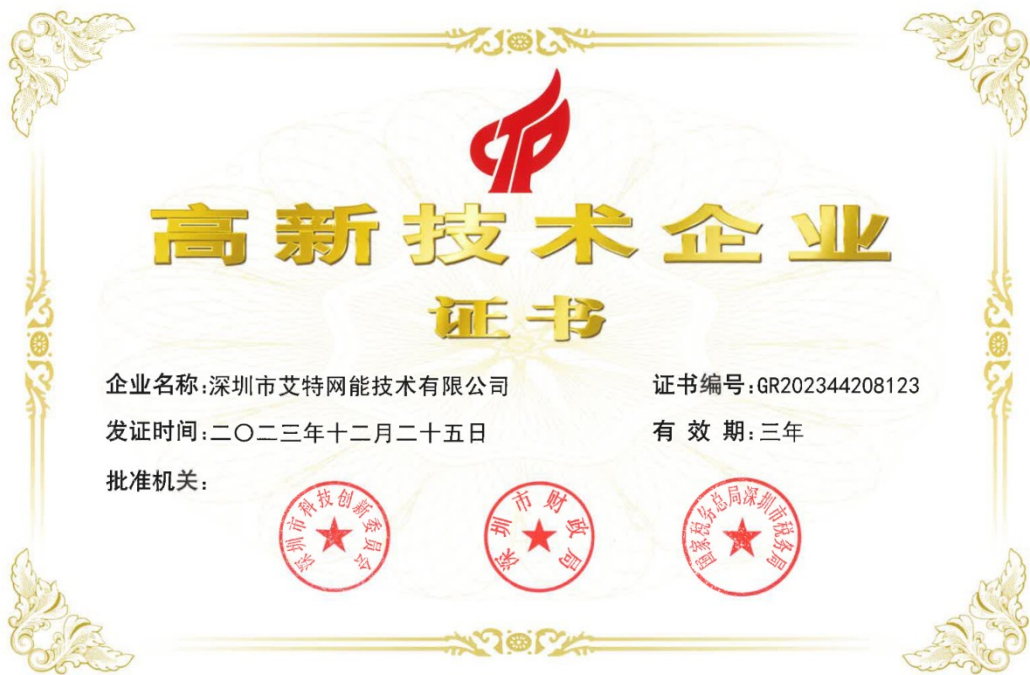 高新技术企业
证书
企业名称:深圳市艾特网能技术有限公司
证书编号:GR202344208123
发证时间:二〇二三年十二月二十五日
有 效 期:三年
批准机关:
深圳市科技创新委员会
深圳市财政局
国家税务总局深圳市税务局